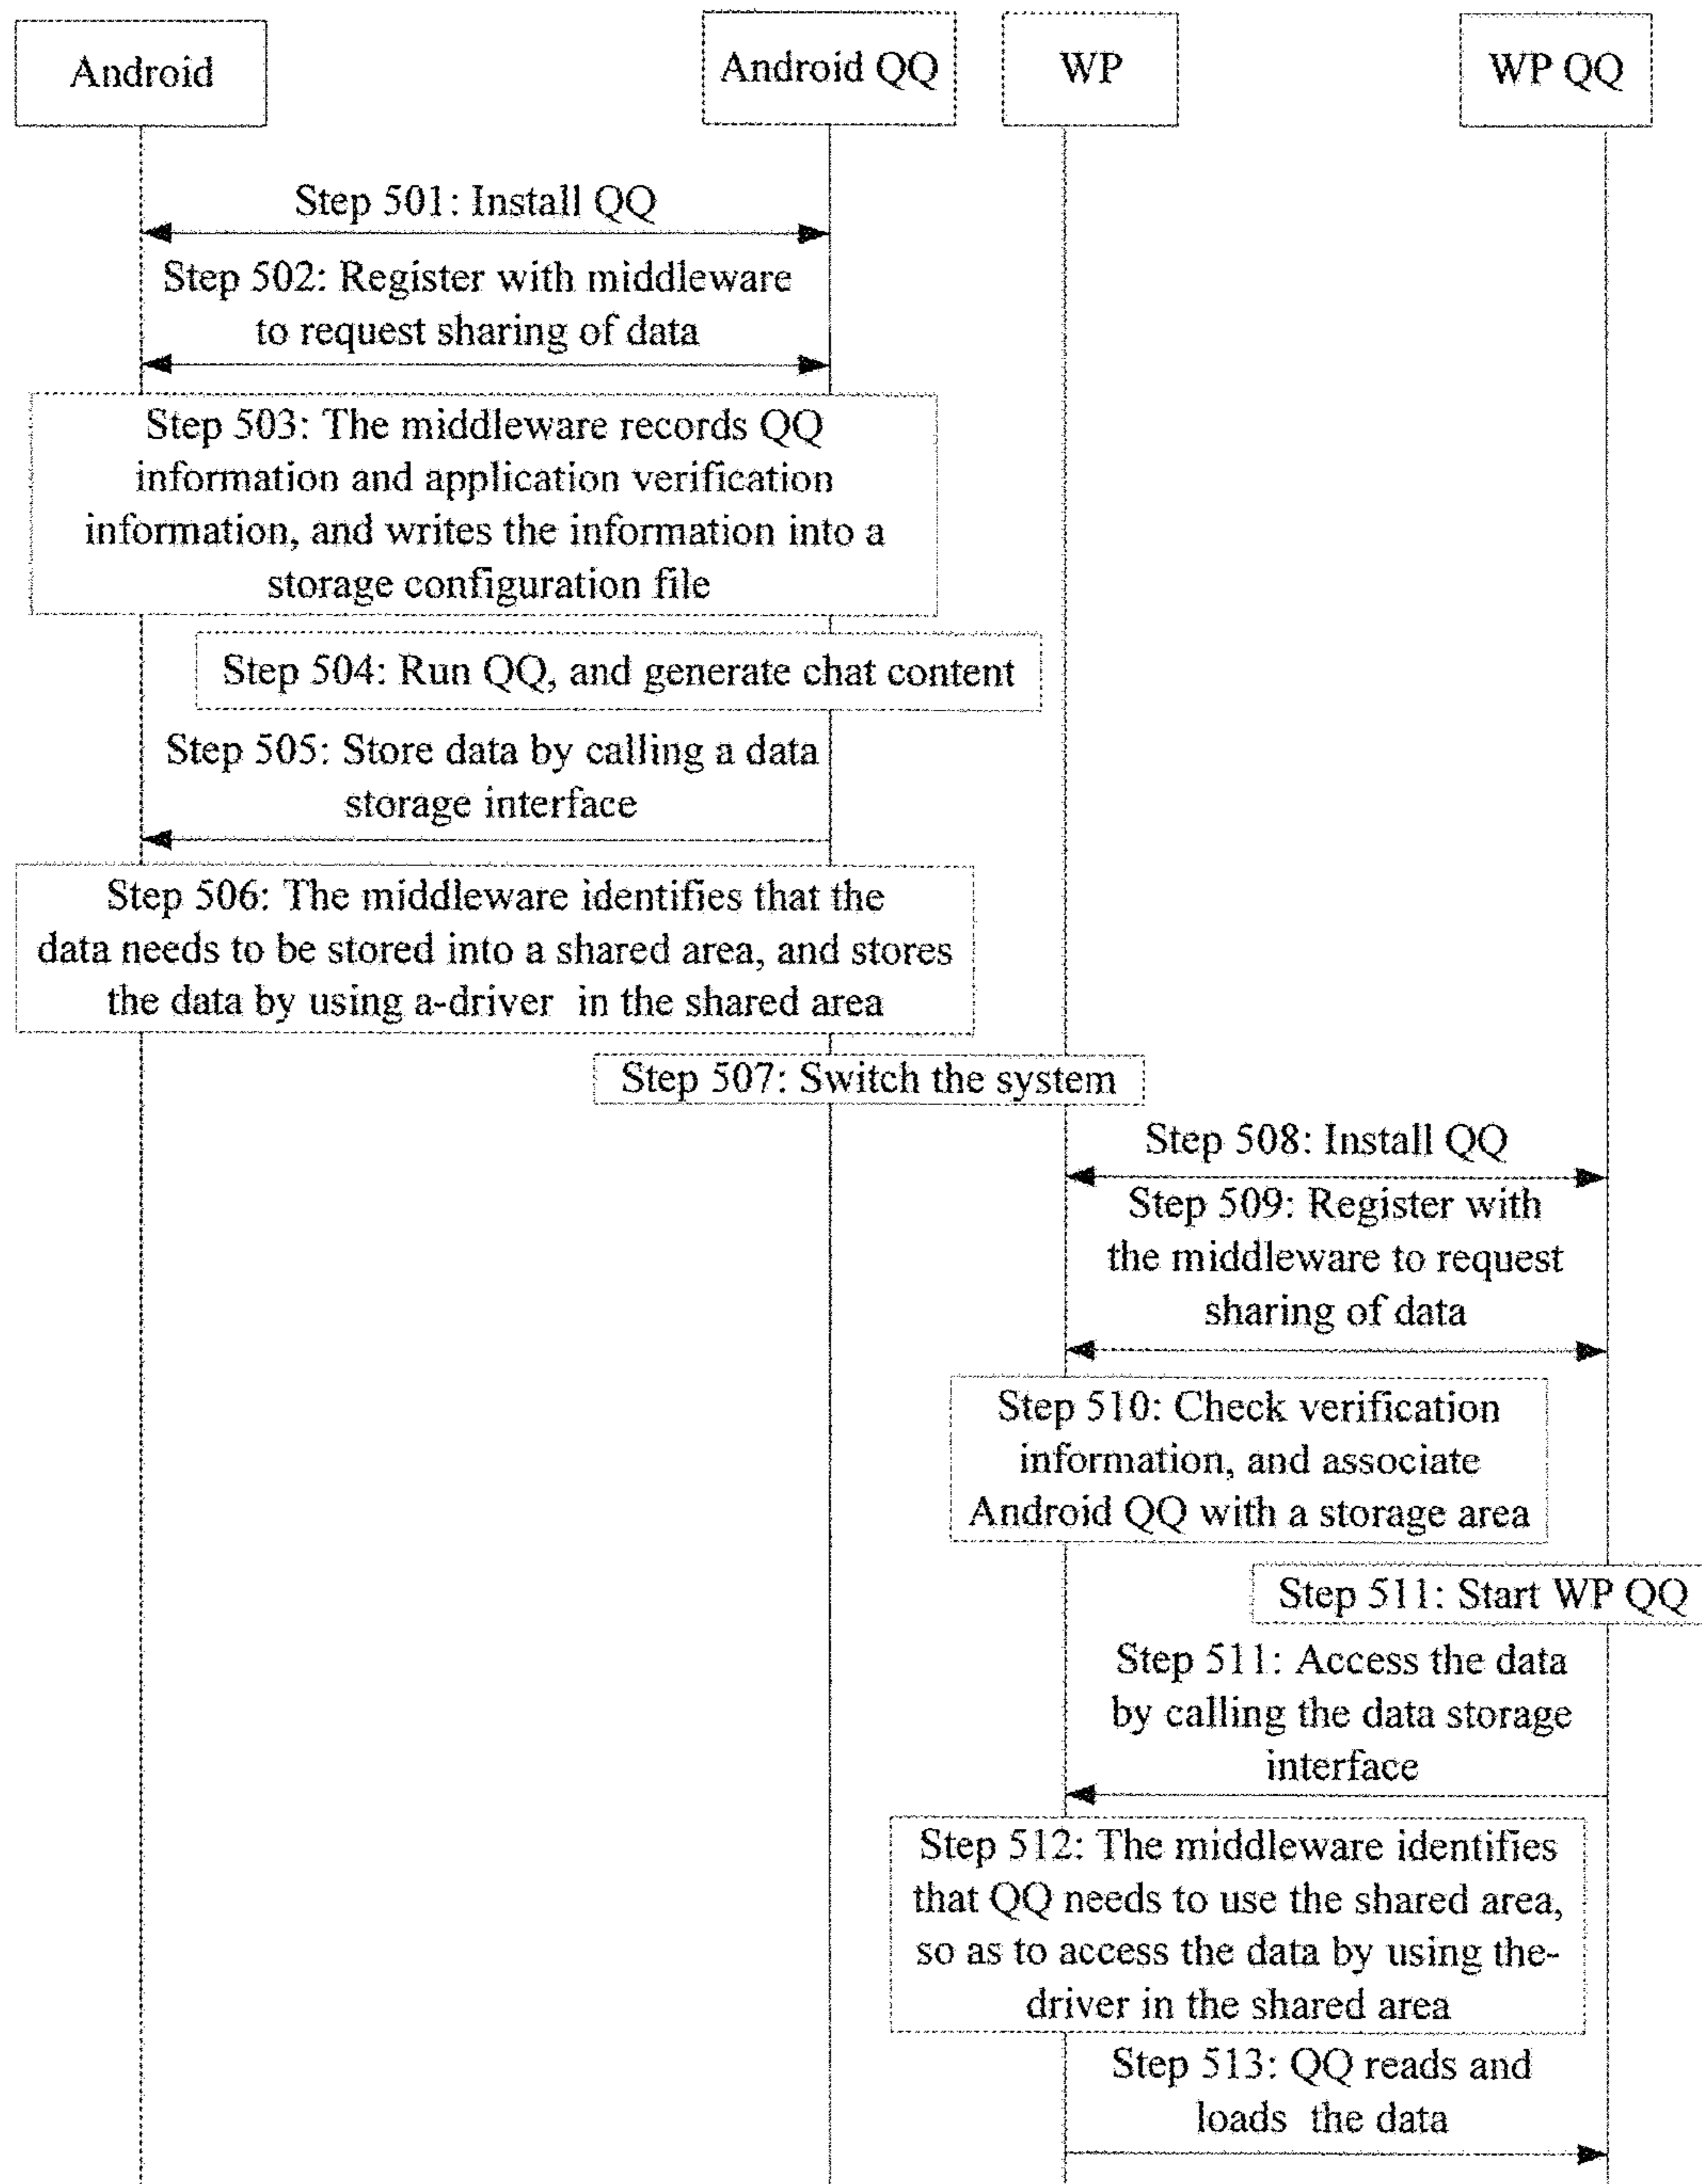 Android
Android QQ
WP
WP QQ
Step 501: Install QQ
Step 502: Register with middleware
to request sharing of data
Step 503: The middleware records QQ
information and application verification
information, and writes the information into a
storage configuration file
Step 504: Run QQ, and generate chat content
Step 505: Store data by calling a data
storage interface
Step 506: The middleware identifies that the
data needs to be stored into a shared area, and stores
the data by using a-driver in the shared area
Step 507: Switch the system
Step 508: Install QQ
Step 509: Register with
the middleware to request
sharing of data
Step 510: Check verification
information, and associate
Android QQ with a storage area
Step 511: Start WP QQ
Step 511: Access the data
by calling the data storage
interface
Step 512: The middleware identifies
that QQ needs to use the shared area,
so as to access the data by using the-
driver in the shared area
Step 513: QQ reads and
loads the data